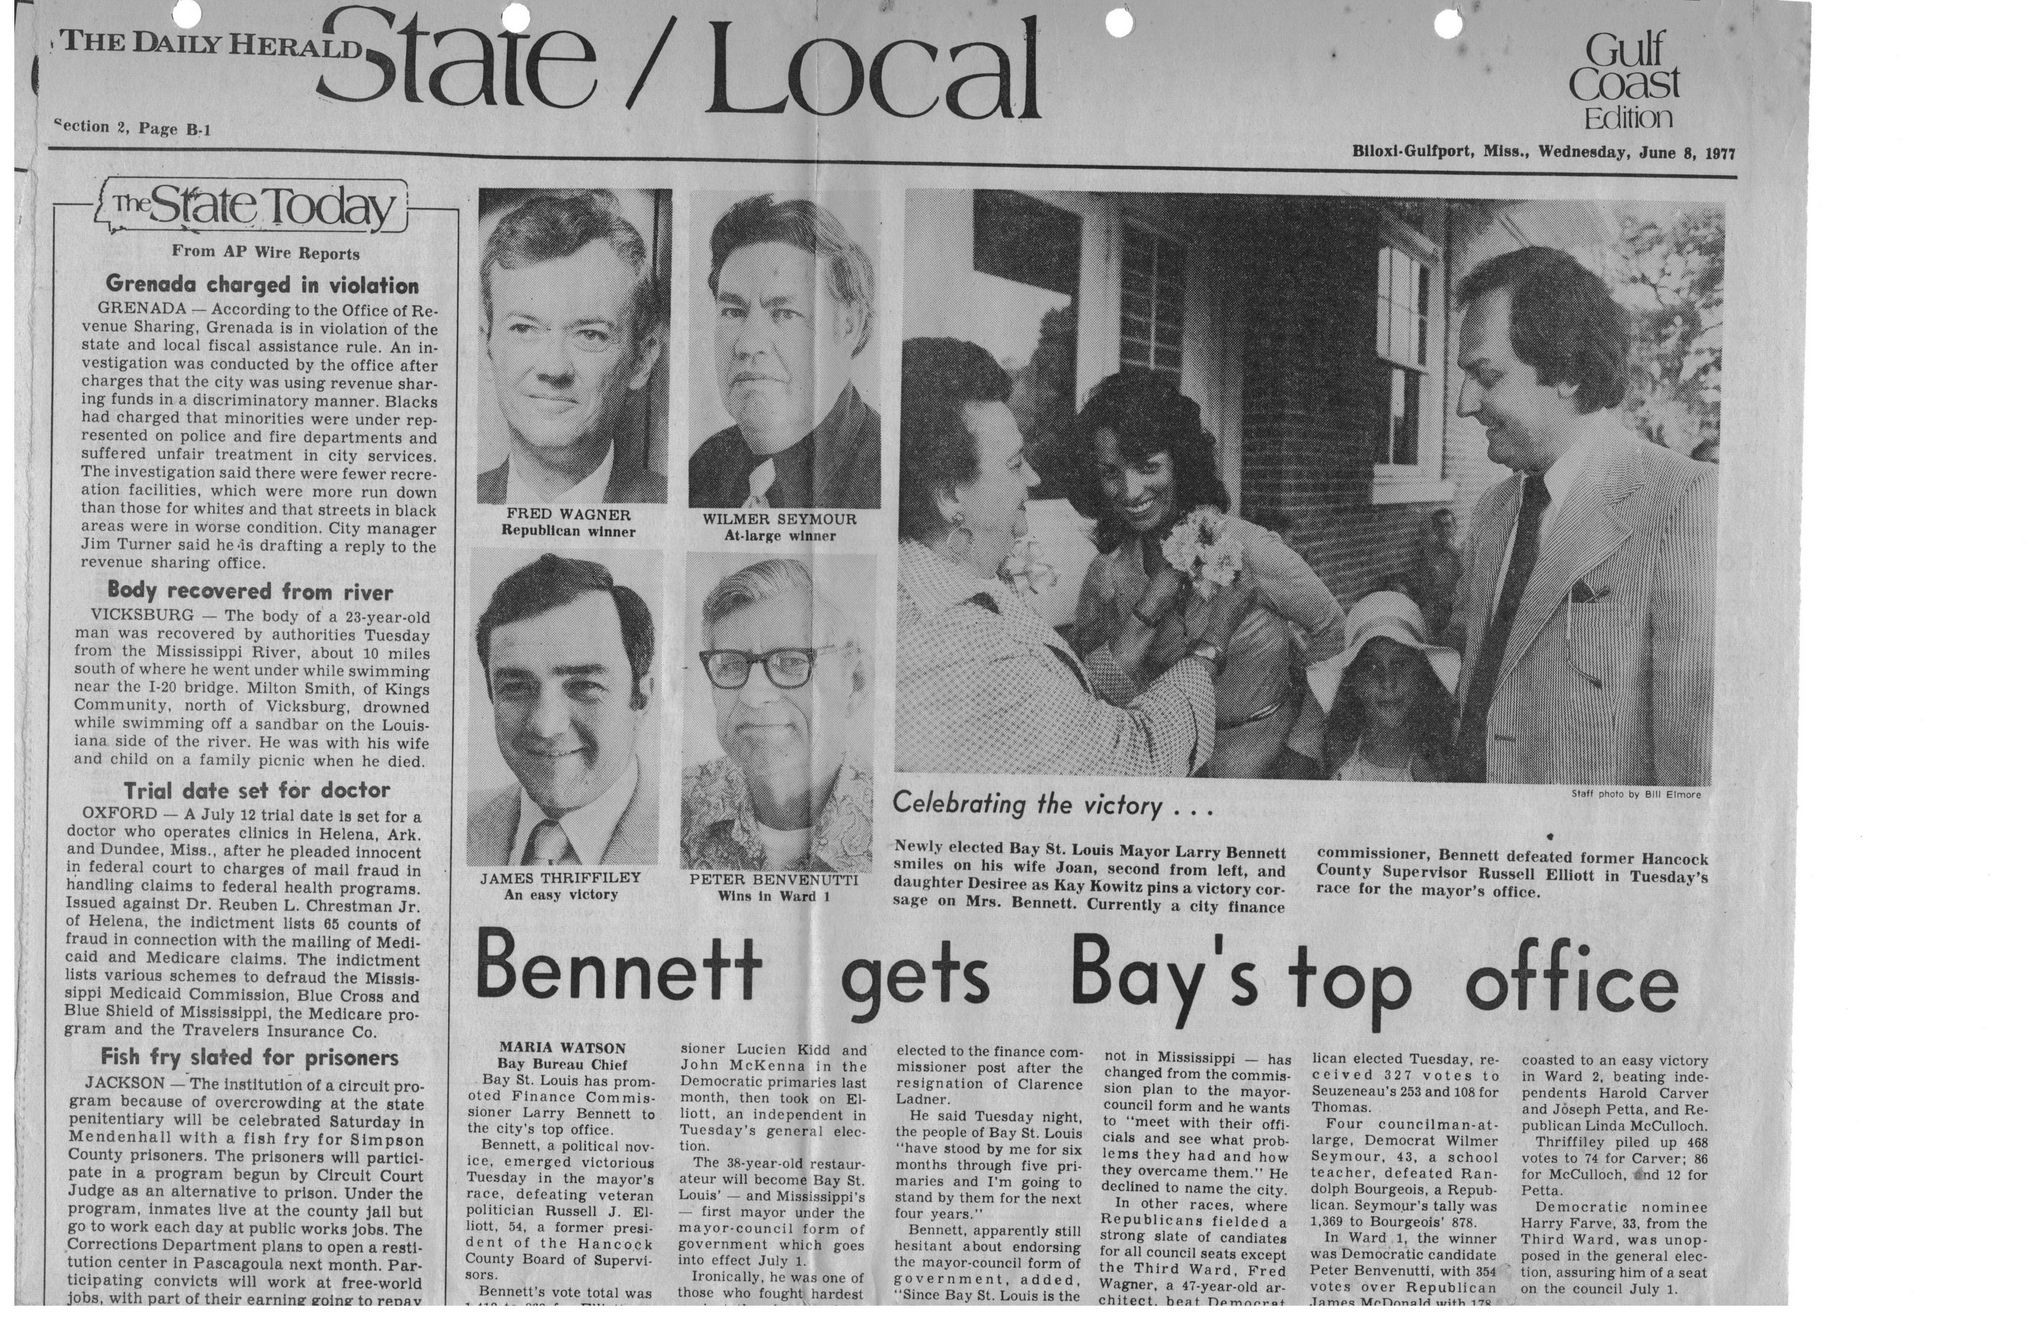 THE DAILY HERALD State / Local
Gulf
Coast
Edition
Section 2, Page B-1
Biloxi-Gulfport, Miss., Wednesday, June 8, 1977
The State Today
From AP Wire Reports
Grenada charged in violation
GRENADA — According to the Office of Re-
venue Sharing, Grenada is in violation of the
state and local fiscal assistance rule. An in-
vestigation was conducted by the office after
charges that the city was using revenue shar-
ing funds in a discriminatory manner. Blacks
had charged that minorities were under rep-
resented on police and fire departments and
suffered unfair treatment in city services.
The investigation said there were fewer recre-
ation facilities, which were more run down
than those for whites and that streets in black
areas were in worse condition. City manager
Jim Turner said he is drafting a reply to the
revenue sharing office.
Body recovered from river
VICKSBURG — The body of a 23-year-old
man was recovered by authorities Tuesday
from the Mississippi River, about 10 miles
south of where he went under while swimming
near the I-20 bridge. Milton Smith, of Kings
Community, north of Vicksburg, drowned
while swimming off a sandbar on the Louis-
iana side of the river. He was with his wife
and child on a family picnic when he died.
Trial date set for doctor
OXFORD — A July 12 trial date is set for a
doctor who operates clinics in Helena, Ark.
and Dundee, Miss., after he pleaded innocent
in federal court to charges of mail fraud in
handling claims to federal health programs.
Issued against Dr. Reuben L. Chrestman Jr.
of Helena, the indictment lists 65 counts of
fraud in connection with the mailing of Medi-
caid and Medicare claims. The indictment
lists various schemes to defraud the Missis-
sippi Medicaid Commission, Blue Cross and
Blue Shield of Mississippi, the Medicare pro-
gram and the Travelers Insurance Co.
Fish fry slated for prisoners
JACKSON — The institution of a circuit pro-
gram because of overcrowding at the state
penitentiary will be celebrated Saturday in
Mendenhall with a fish fry for Simpson
County prisoners. The prisoners will partici-
pate in a program begun by Circuit Court
Judge as an alternative to prison. Under the
program, inmates live at the county jail but
go to work each day at public works jobs. The
Corrections Department plans to open a resti-
tution center in Pascagoula next month. Par-
ticipating convicts will work at free-world
jobs, with part of their earning going to repay
FRED WAGNER
Republican winner
WILMER SEYMOUR
At-large winner
JAMES THRIFFILEY
An easy victory
PETER BENVENUTTI
Wins in Ward 1
Staff photo by Bill Elmore
Celebrating the victory . . .
Newly elected Bay St. Louis Mayor Larry Bennett
smiles on his wife Joan, second from left, and
daughter Desiree as Kay Kowitz pins a victory cor-
sage on Mrs. Bennett. Currently a city finance
commissioner, Bennett defeated former Hancock
County Supervisor Russell Elliott in Tuesday's
race for the mayor's office.
Bennett gets Bay's top office
MARIA WATSON
Bay Bureau Chief
Bay St. Louis has prom-
oted Finance Commis-
sioner Larry Bennett to
the city's top office.
Bennett, a political nov-
ice, emerged victorious
Tuesday in the mayor's
race, defeating veteran
politician Russell J. El-
liott, 54, a former presi-
dent of the Hancock
County Board of Supervi-
sors.
Bennett's vote total was
sioner Lucien Kidd and
John McKenna in the
Democratic primaries last
month, then took on El-
liott, an independent in
Tuesday's general elec-
tion.
The 38-year-old restaur-
ateur will become Bay St.
Louis' — and Mississippi's
— first mayor under the
mayor-council form of
government which goes
into effect July 1.
Ironically, he was one of
those who fought hardest
elected to the finance com-
missioner post after the
resignation of Clarence
Ladner.
He said Tuesday night,
the people of Bay St. Louis
"have stood by me for six
months through five pri-
maries and I'm going to
stand by them for the next
four years."
Bennett, apparently still
hesitant about endorsing
the mayor-council form of
government, added,
"Since Bay St. Louis is the
not in Mississippi — has
changed from the commis-
sion plan to the mayor-
council form and he wants
to "meet with their offi-
cials and see what prob-
lems they had and how
they overcame them." He
declined to name the city.
In other races, where
Republicans fielded a
strong slate of candiates
for all council seats except
the Third Ward, Fred
Wagner, a 47-year-old ar-
chitect, beat Democrat
lican elected Tuesday, re-
ceived 327 votes to
Seuzeneau's 253 and 108 for
Thomas.
Four councilman-at-
large, Democrat Wilmer
Seymour, 43, a school
teacher, defeated Ran-
dolph Bourgeois, a Repub-
lican. Seymour's tally was
1,369 to Bourgeois' 878.
In Ward 1, the winner
was Democratic candidate
Peter Benvenutti, with 354
votes over Republican
James McDonald with 178
coasted to an easy victory
in Ward 2, beating inde-
pendents Harold Carver
and Joseph Petta, and Re-
publican Linda McCulloch.
Thriffiley piled up 468
votes to 74 for Carver; 86
for McCulloch, and 12 for
Petta.
Democratic nominee
Harry Farve, 33, from the
Third Ward, was unop-
posed in the general elec-
tion, assuring him of a seat
on the council July 1.